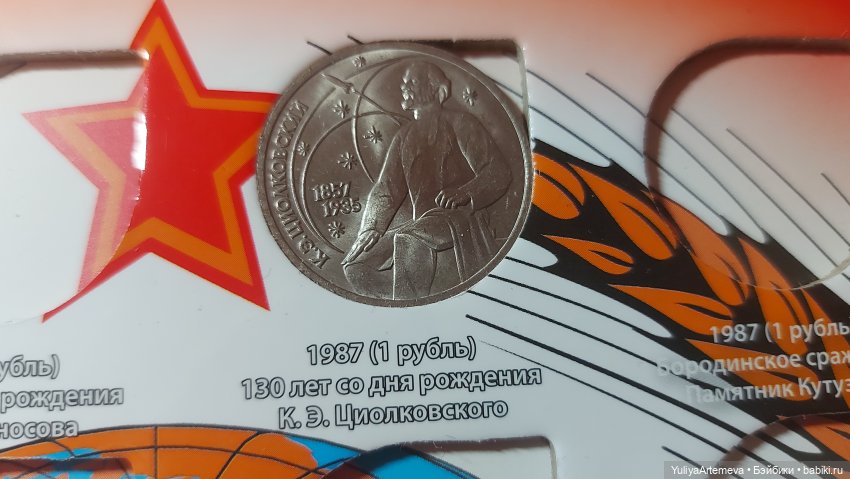 К.Э.ЦИОЛКОВСКИЙ
1857
1935
1987 (1 рубль)
130 лет со дня рождения
К. Э. Циолковского
рубль)
рождения
носова
1987 (1 рубль
Бородинское сраж
Памятник Кутуз
YuliyaArtemeva • Бэйбики • babiki.ru